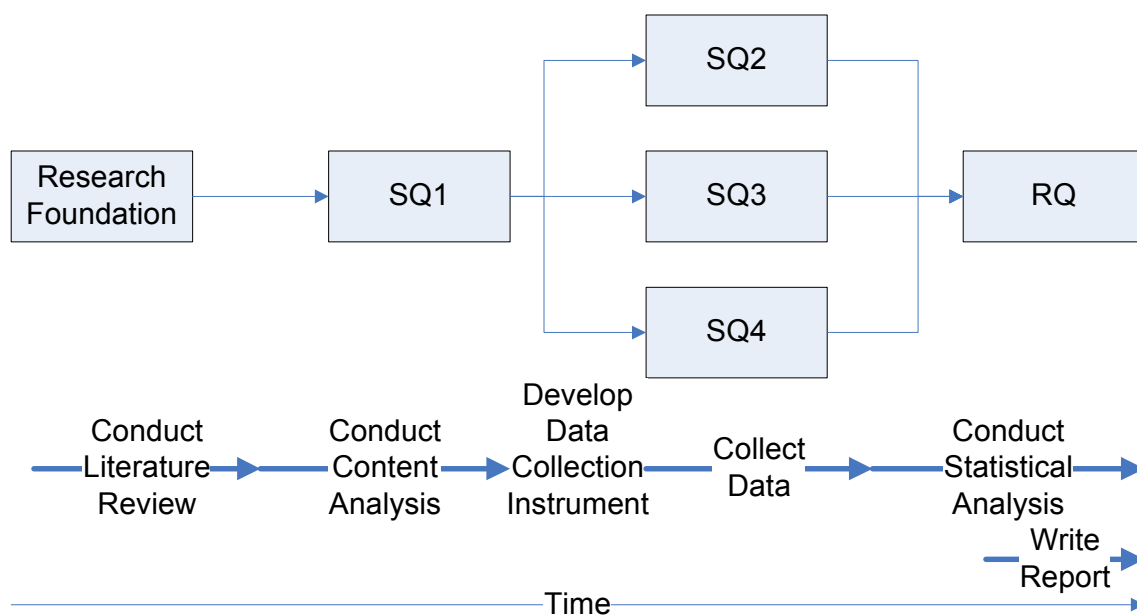 SQ2
Research
Foundation
SQ1
SQ3
RQ
SQ4
Conduct
Literature
Review
Conduct
Content
Analysis
Develop
Data
Collection
Instrument
Collect
Data
Conduct
Statistical
Analysis
Write
Report
Time